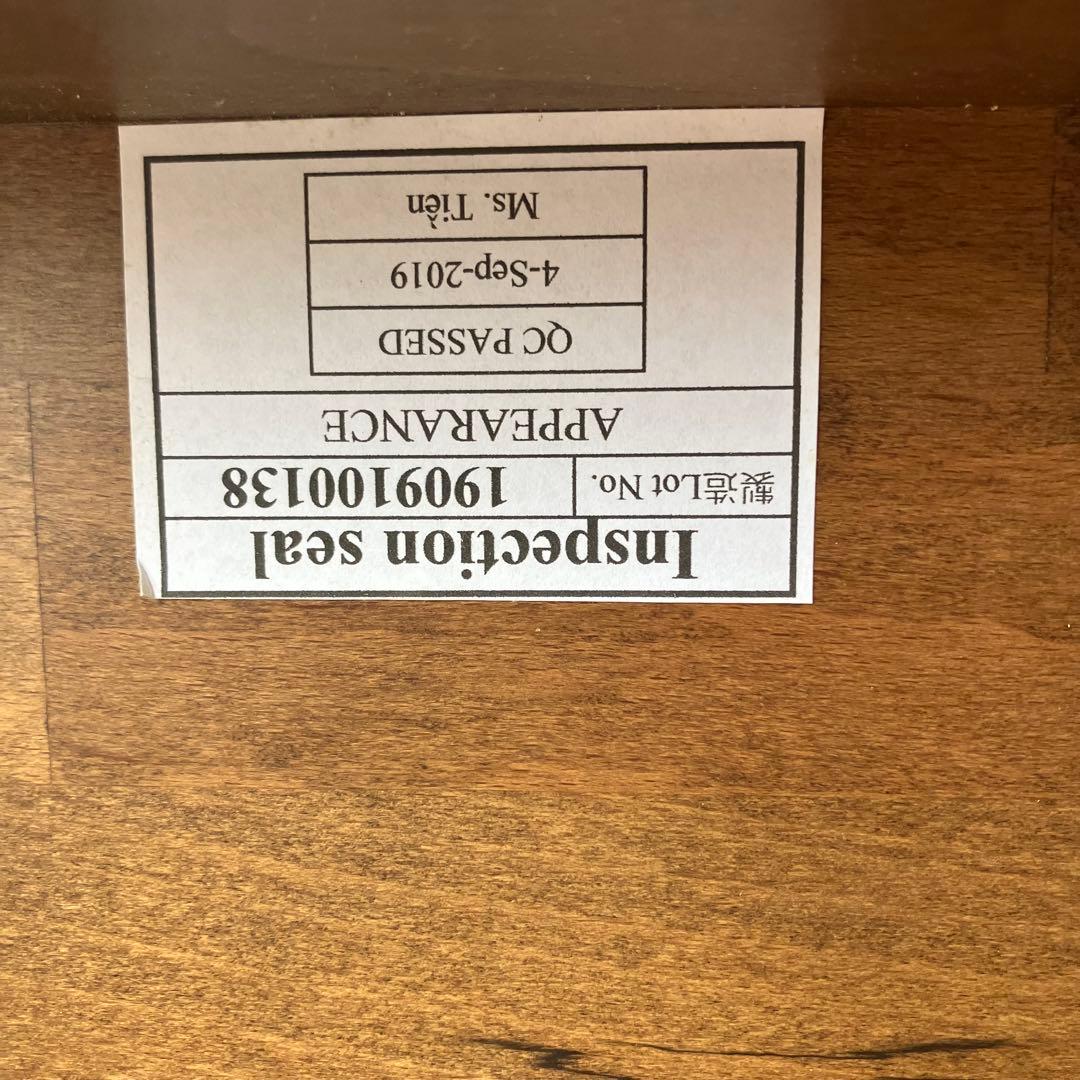 Inspection seal
製造Lot No. 1909100138
APPEARANCE
QC PASSED
4-Sep-2019
Ms. Tiền